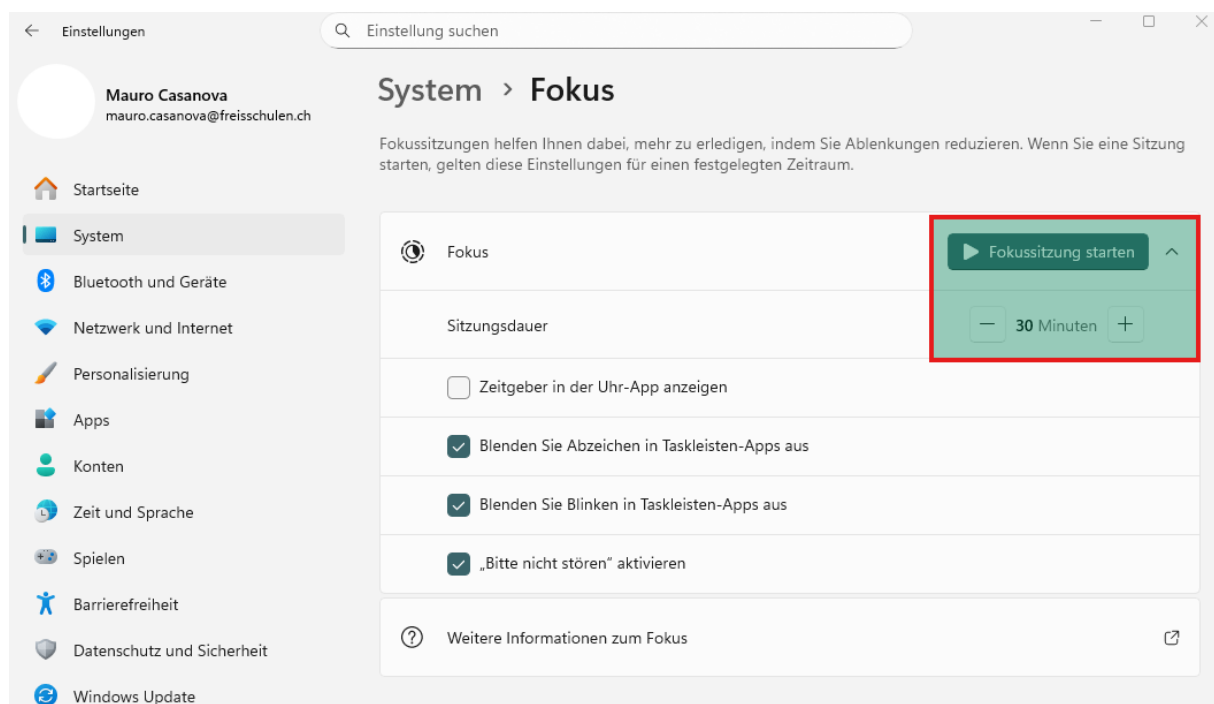 Einstellungen
Einstellung suchen
Mauro Casanova
mauro.casanova@freisschulen.ch
Startseite
System
Bluetooth und Geräte
Netzwerk und Internet
Personalisierung
Apps
Konten
Zeit und Sprache
Spielen
Barrierefreiheit
Datenschutz und Sicherheit
Windows Update
System > Fokus
Fokussitzungen helfen Ihnen dabei, mehr zu erledigen, indem Sie Ablenkungen reduzieren. Wenn Sie eine Sitzung
starten, gelten diese Einstellungen für einen festgelegten Zeitraum.
Fokus
Fokussitzung starten
Sitzungsdauer
30 Minuten
Zeitgeber in der Uhr-App anzeigen
Blenden Sie Abzeichen in Taskleisten-Apps aus
Blenden Sie Blinken in Taskleisten-Apps aus
„Bitte nicht stören“ aktivieren
Weitere Informationen zum Fokus